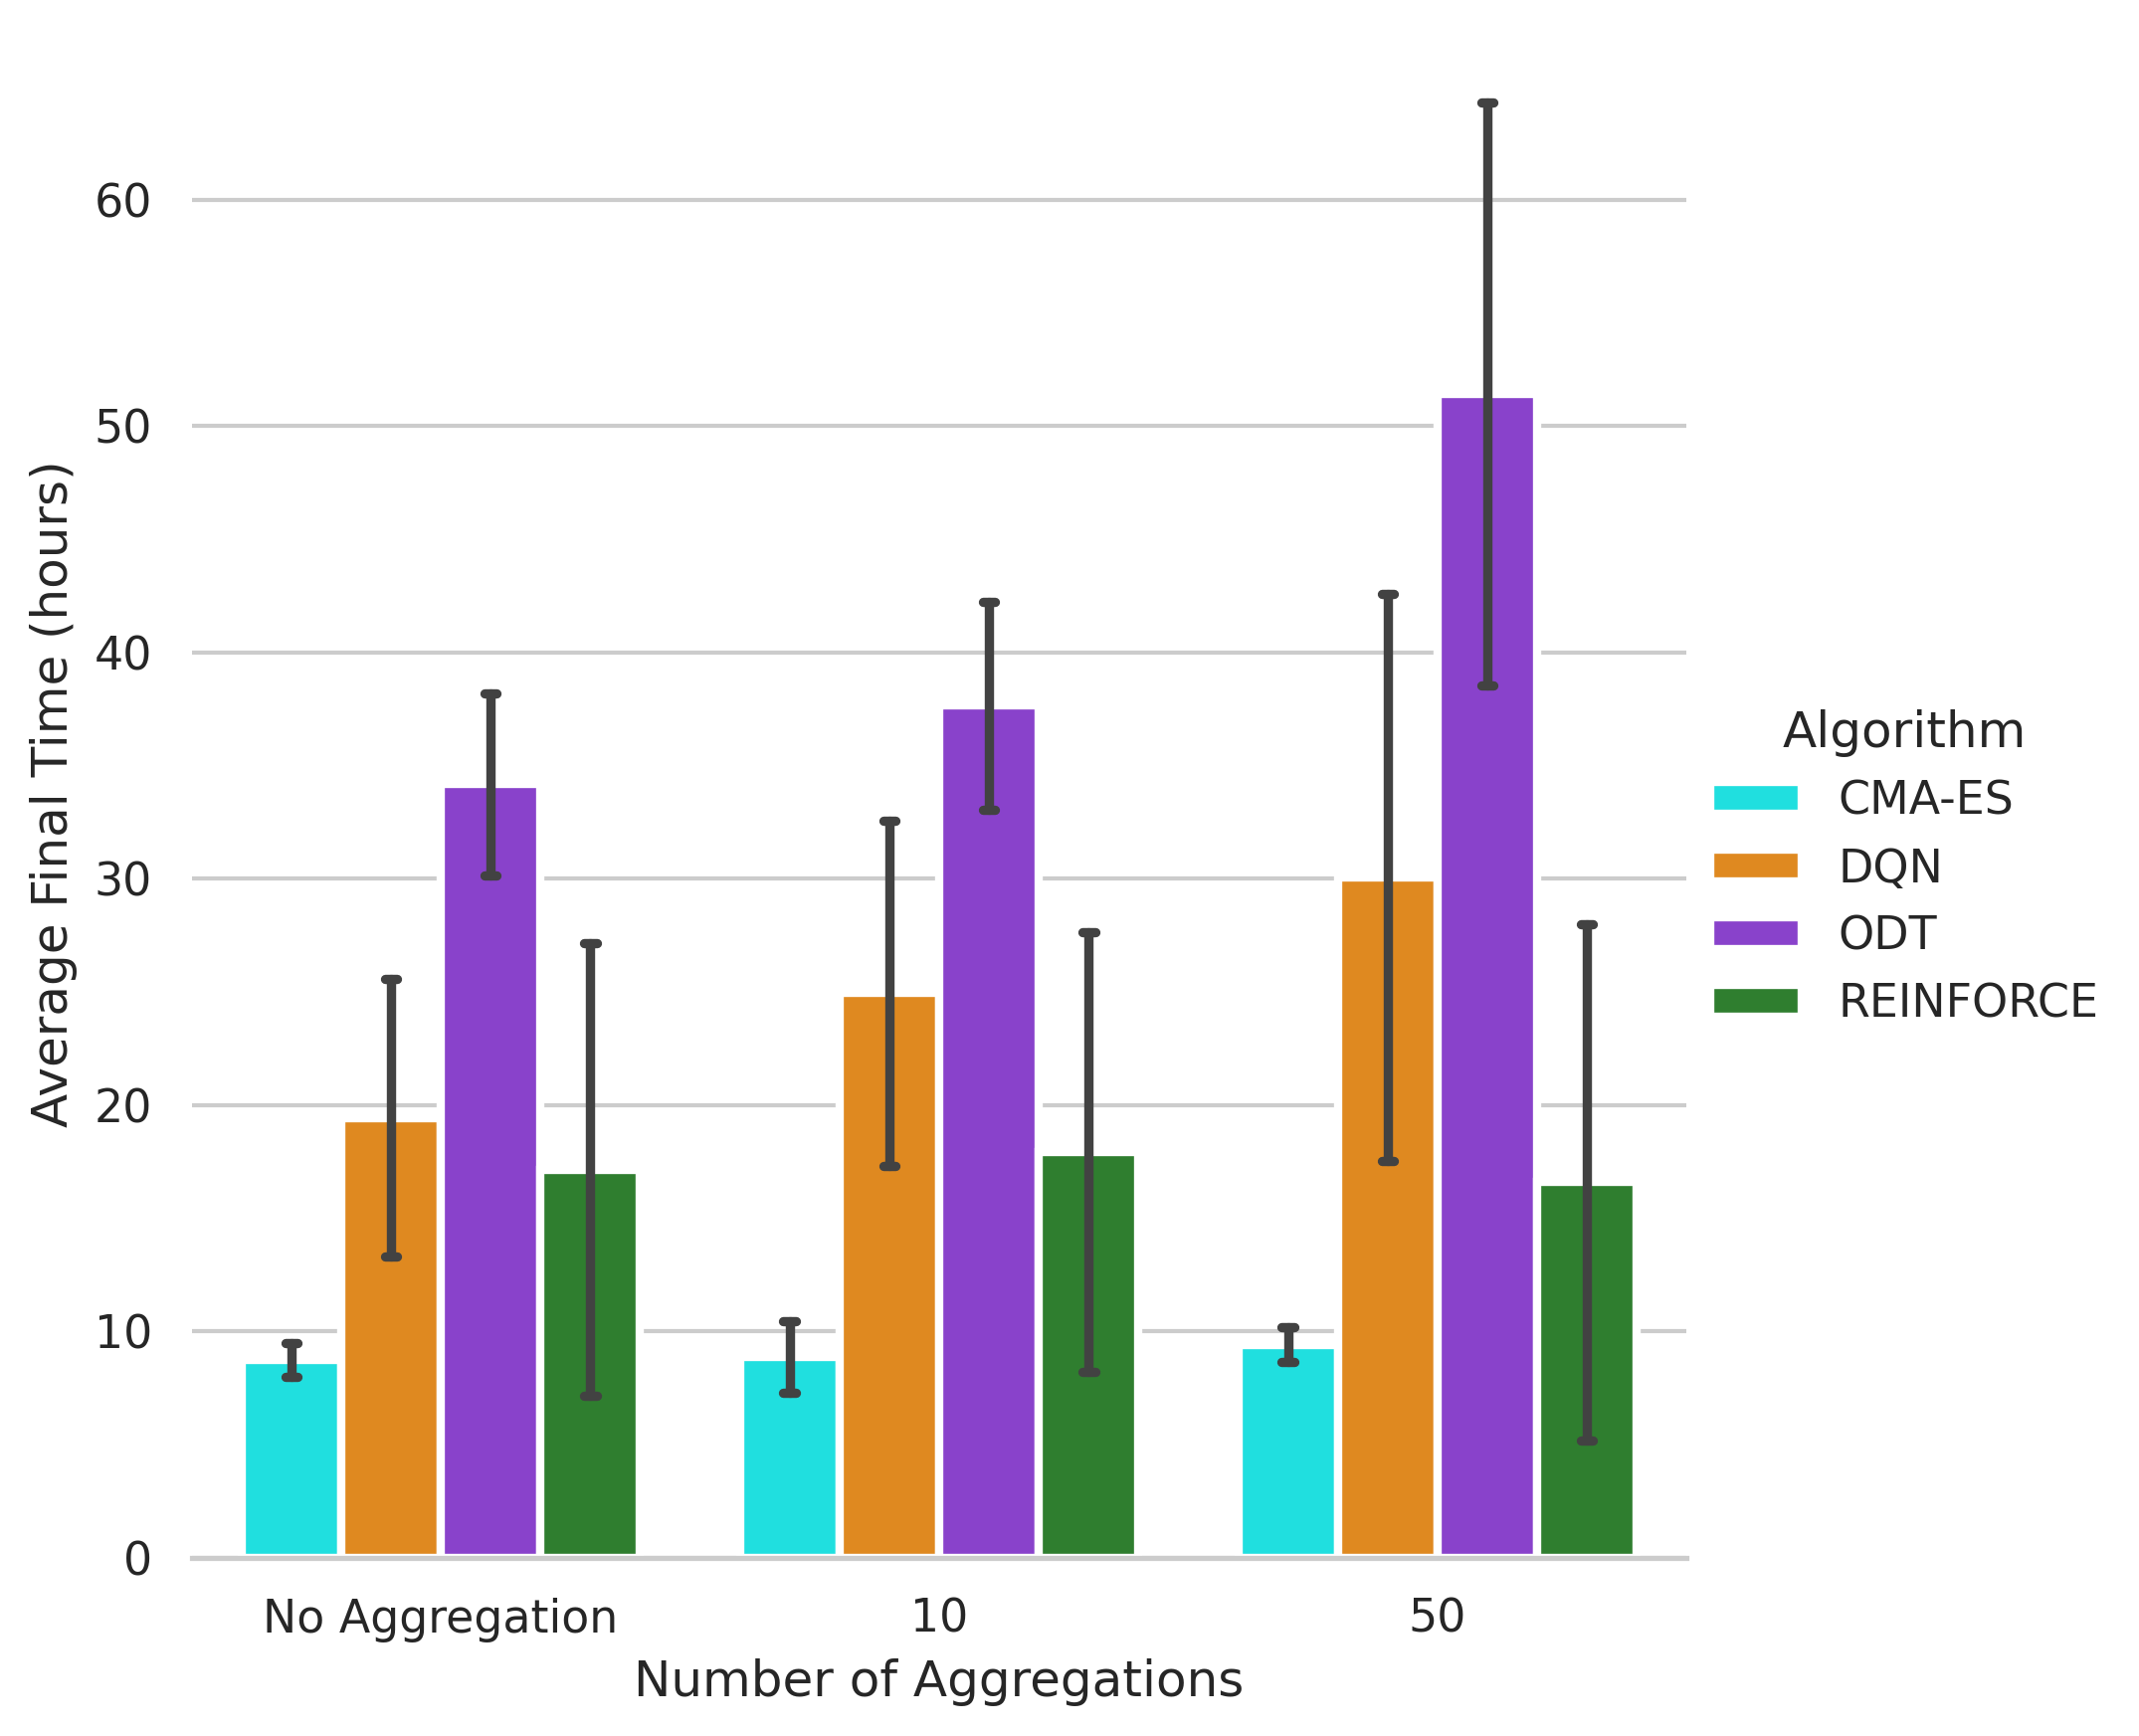 Average Final Time (hours)
60
50
40
30
20
10
0
No Aggregation
10
50
Number of Aggregations
Algorithm
CMA-ES
DQN
ODT
REINFORCE